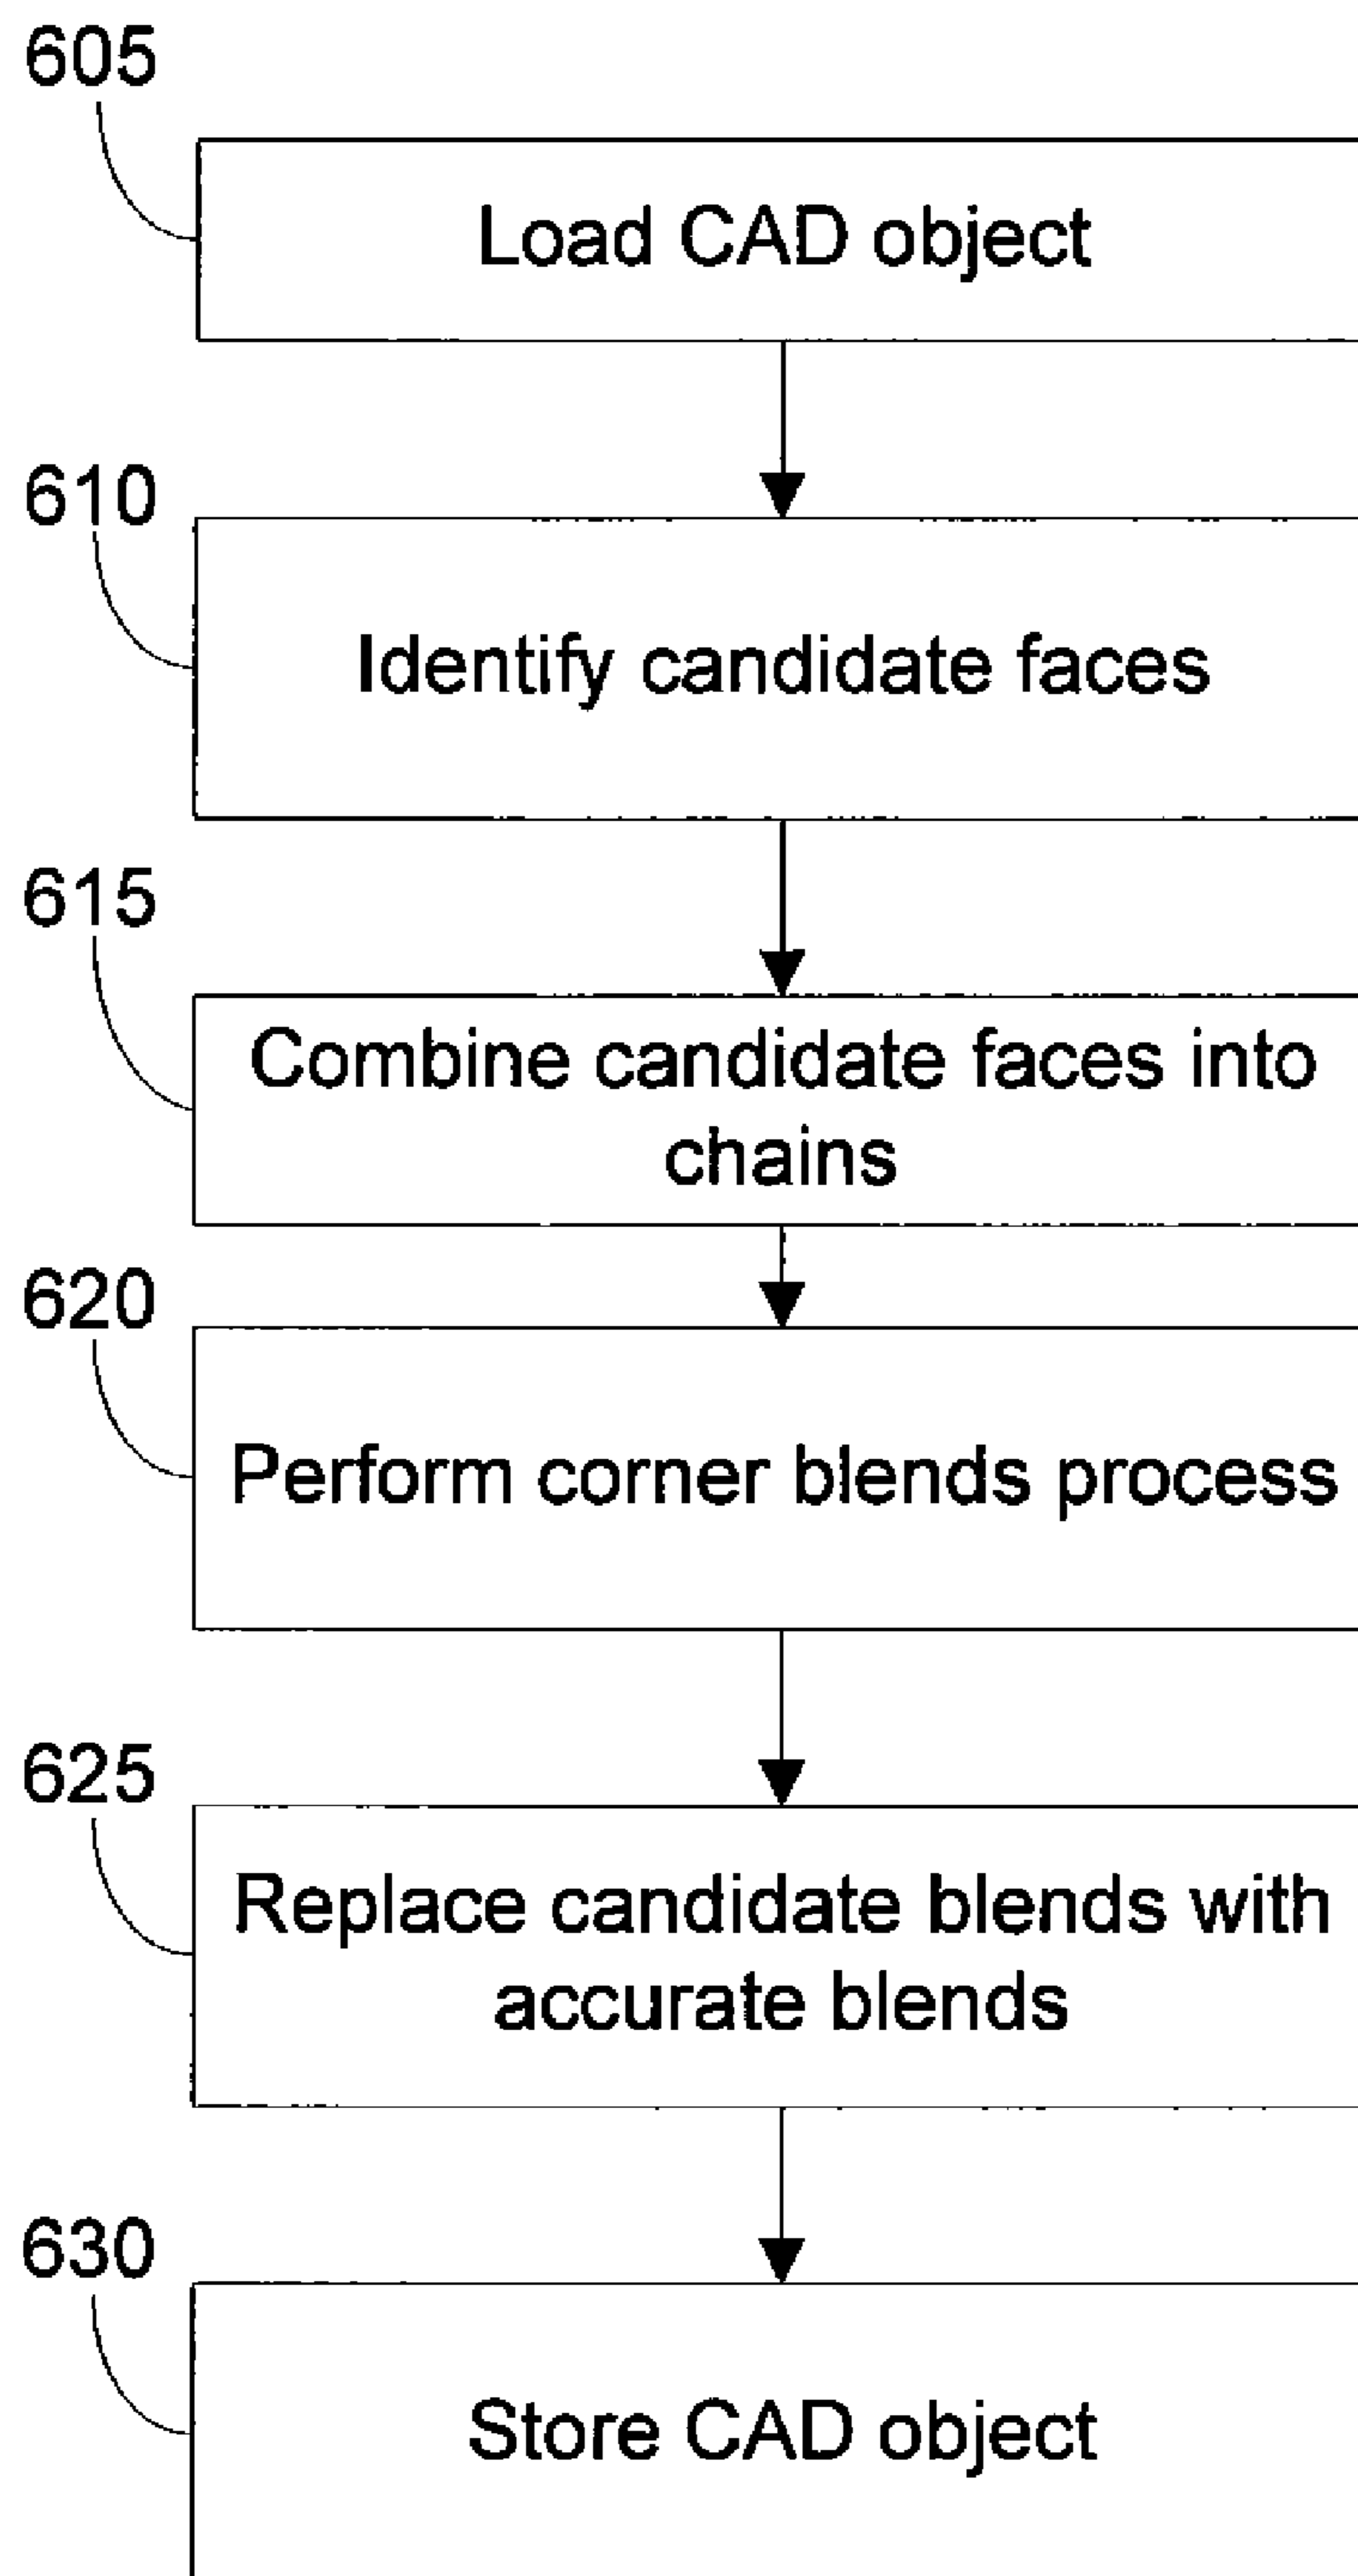 605
Load CAD object
610
Identify candidate faces
615
Combine candidate faces into
chains
620
Perform corner blends process
625
Replace candidate blends with
accurate blends
630
Store CAD object